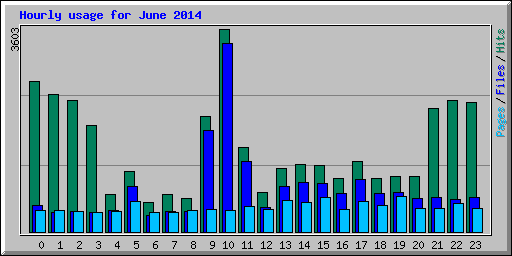 Hourly usage for June 2014
3603
Pages / Files / Hits
0 1 2 3 4 5 6 7 8 9 10 11 12 13 14 15 16 17 18 19 20 21 22 23